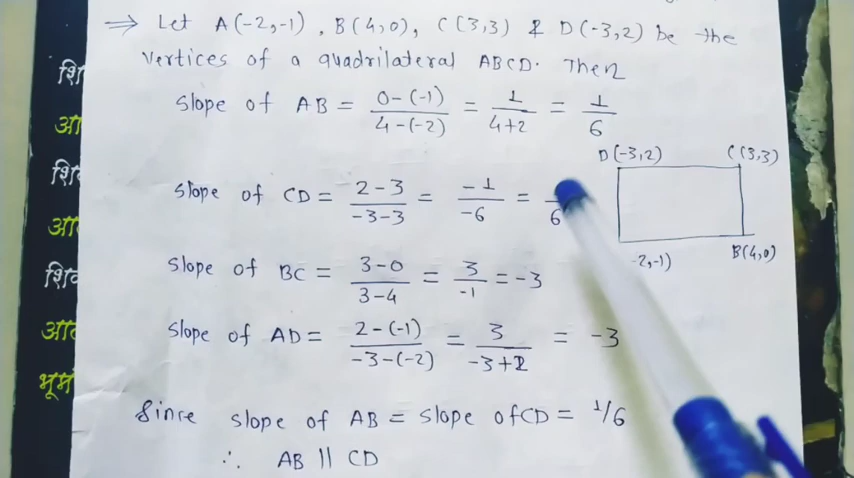 ⇒ Let A(-2,-1), B(4,0), C(3,3) & D(-3,2) be the
vertices of a quadrilateral ABCD. Then
Slope of AB = 0-(-1)/4-(-2) = 1/4+2 = 1/6
D(-3,2) C(3,3)
Slope of CD = 2-3/-3-3 = -1/-6 = /6
-2,-1) B(4,0)
Slope of BC = 3-0/3-4 = 3/-1 = -3
Slope of AD = 2-(-1)/-3-(-2) = 3/-3+2 = -3
Since slope of AB = slope of CD = 1/6
∴ AB || CD
शि
आ
शि
आ
शि
आ
भूमं